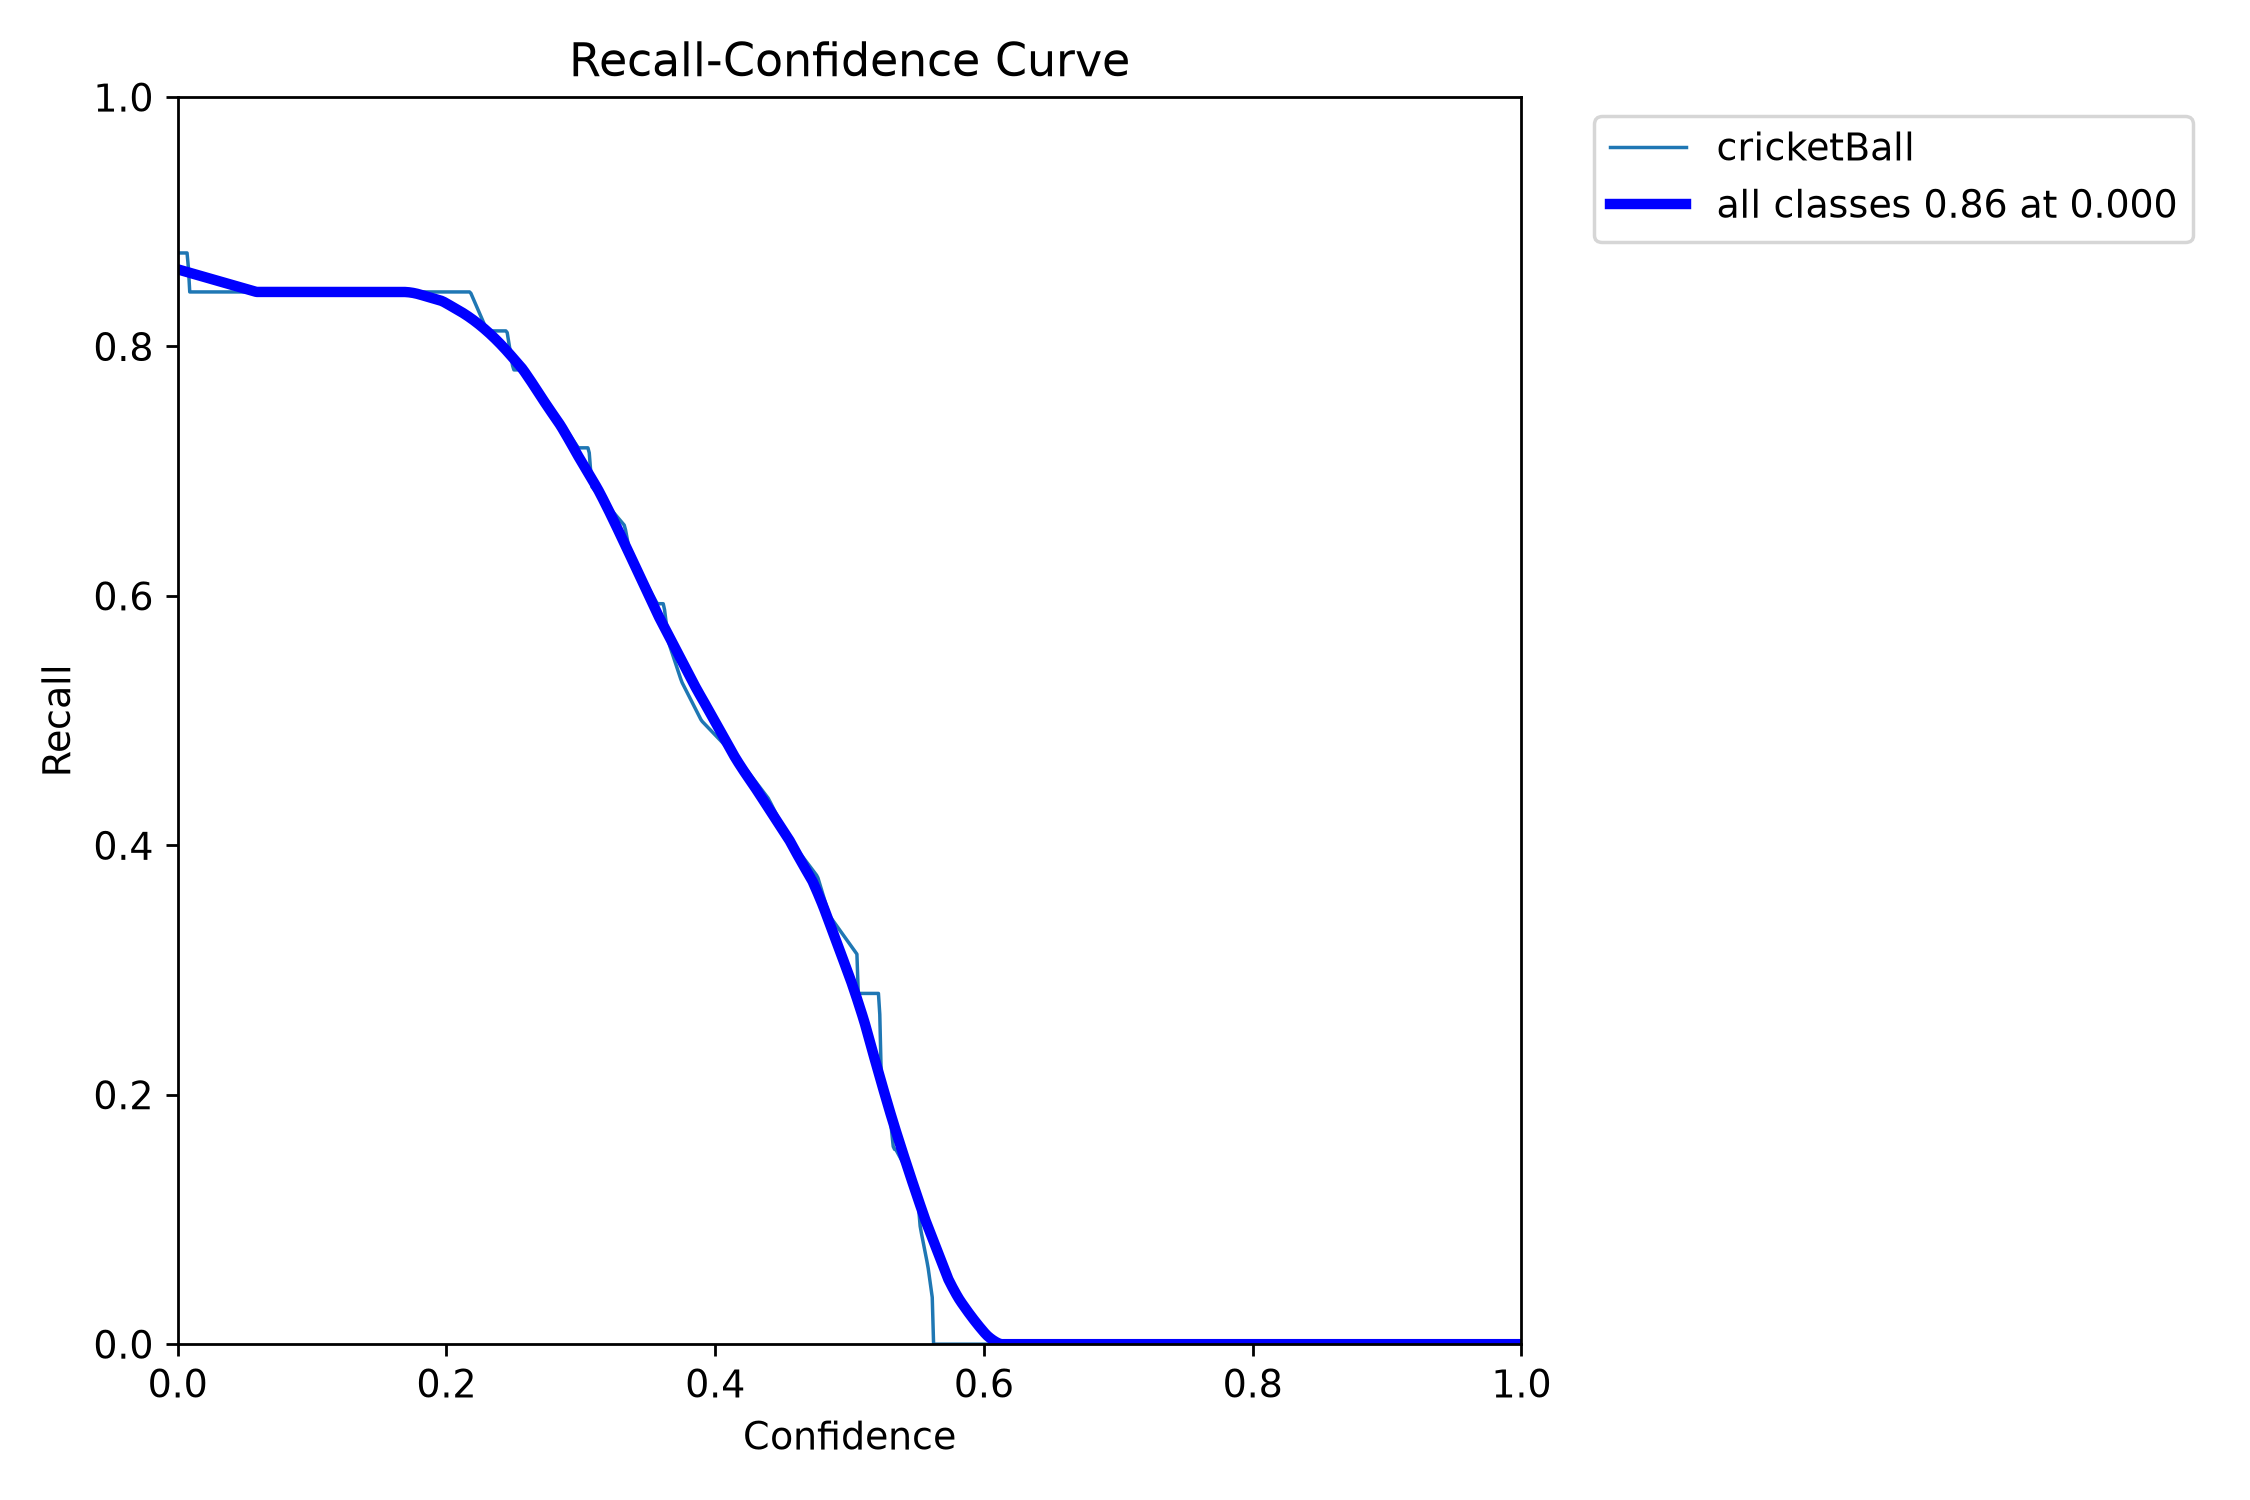 Recall-Confidence Curve
cricketBall
all classes 0.86 at 0.000
Recall
1.0
0.8
0.6
0.4
0.2
0.0
0.0 0.2 0.4 0.6 0.8 1.0
Confidence